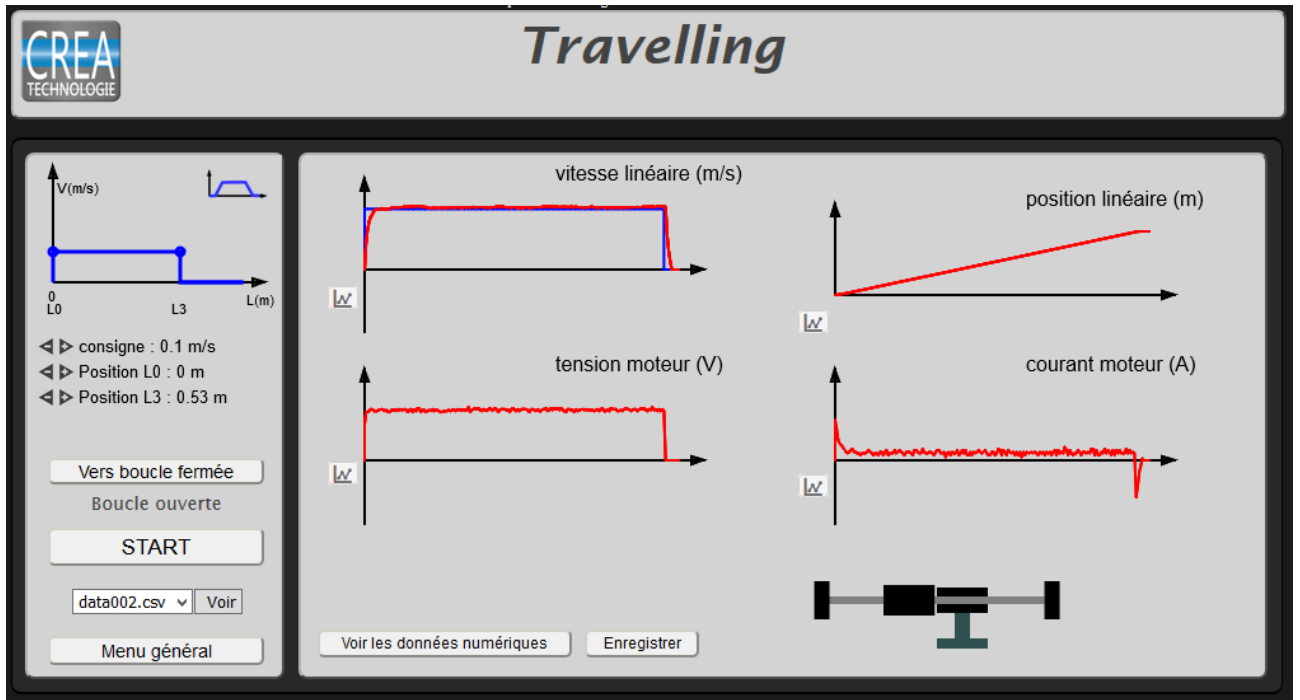 CREA
TECHNOLOGIE
Travelling
V(m/s)
0
L0
L3
L(m)
consigne : 0.1 m/s
Position L0 : 0 m
Position L3 : 0.53 m
Vers boucle fermée
Boucle ouverte
START
data002.csv
Voir
Menu général
vitesse linéaire (m/s)
position linéaire (m)
tension moteur (V)
courant moteur (A)
Voir les données numériques
Enregistrer